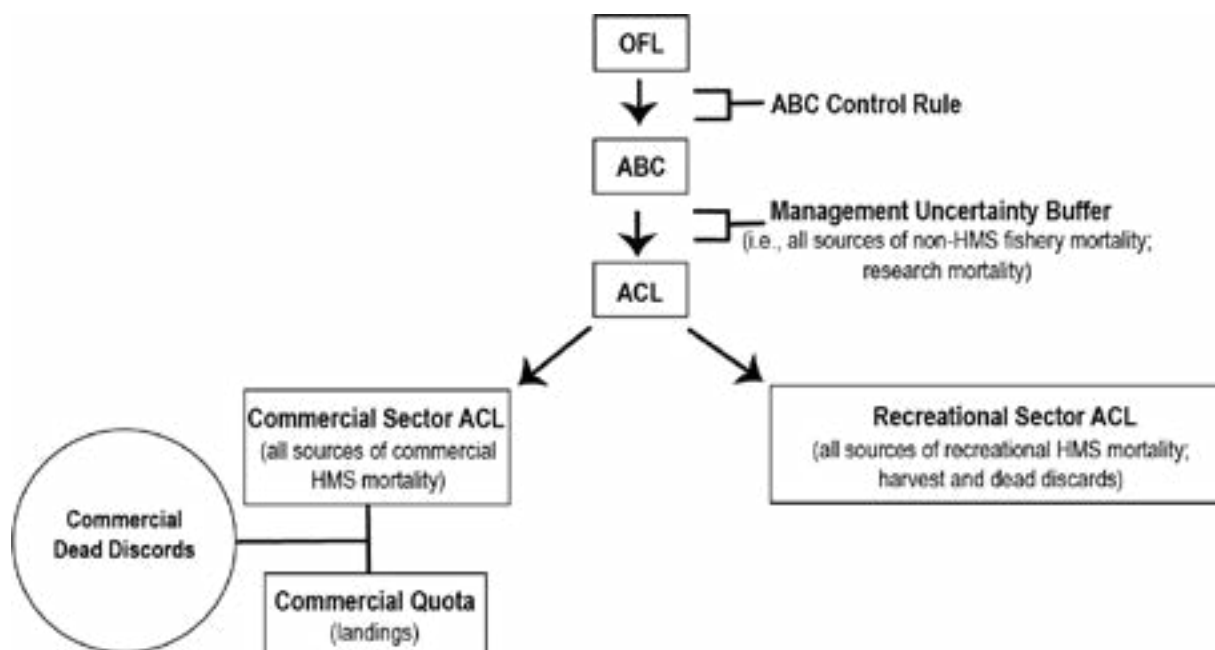 OFL
ABC Control Rule
ABC
Management Uncertainty Buffer
(i.e., all sources of non-HMS fishery mortality;
research mortality)
ACL
Commercial Sector ACL
(all sources of commercial
HMS mortality)
Recreational Sector ACL
(all sources of recreational HMS mortality;
harvest and dead discards)
Commercial
Dead Discords
Commercial Quota
(landings)